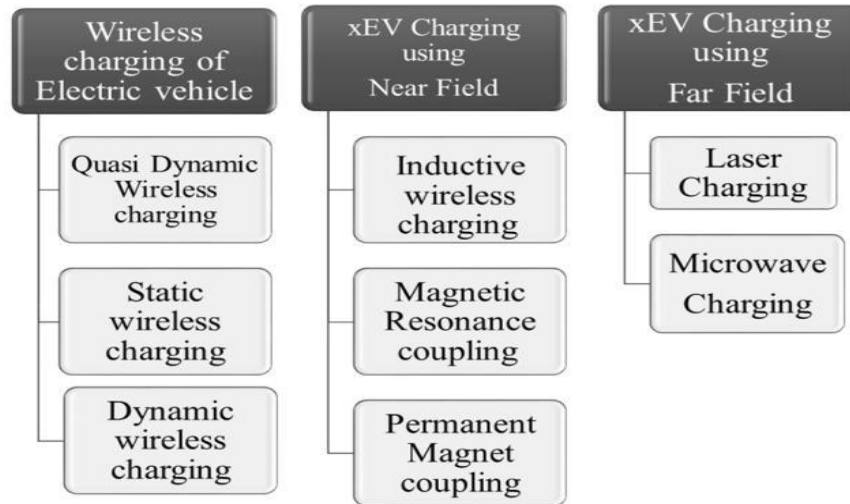 Wireless
charging of
Electric vehicle
Quasi Dynamic
Wireless
charging
Static
wireless
charging
Dynamic
wireless
charging
xEV Charging
using
Near Field
Inductive
wireless
charging
Magnetic
Resonance
coupling
Permanent
Magnet
coupling
xEV Charging
using
Far Field
Laser
Charging
Microwave
Charging